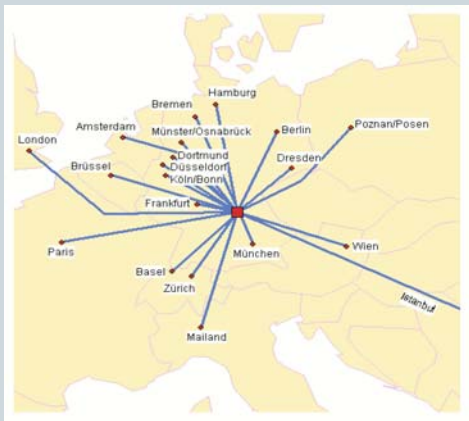 Hamburg
Bremen
Amsterdam
Münster/Osnabrück
Berlin
Poznan/Posen
London
Dortmund
Dresden
Brüssel
Düsseldorf
Köln/Bonn
Frankfurt
Paris
München
Wien
Basel
Zürich
Istanbul
Mailand